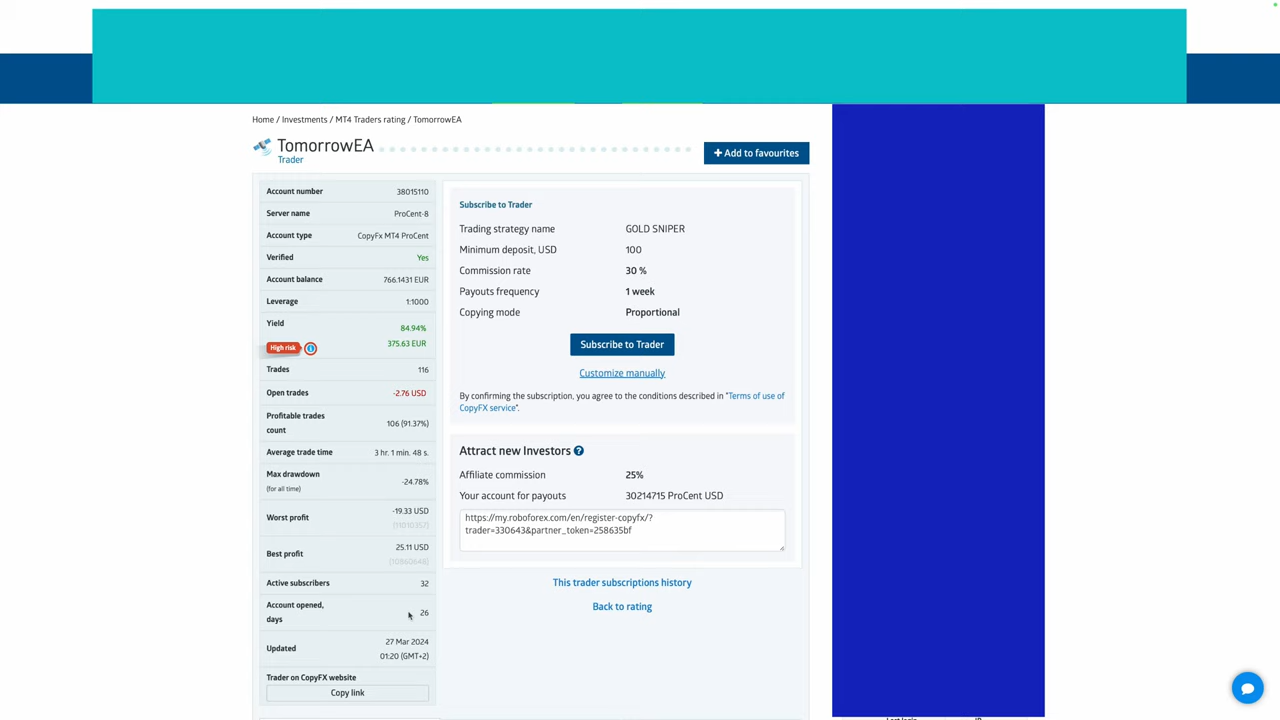 Home / Investments / MT4 Traders rating / TomorrowEA
TomorrowEA
Trader
+ Add to favourites
Account number 38015110
Server name ProCent-8
Account type CopyFx MT4 ProCent
Verified Yes
Account balance 766.1431 EUR
Leverage 1:1000
Yield 84.94%
High risk 375.63 EUR
Trades 116
Open trades -2.76 USD
Profitable trades count 106 (91.37%)
Average trade time 3 hr. 1 min. 48 s.
Max drawdown (for all time) -24.78%
Worst profit -19.33 USD
(11010357)
Best profit 25.11 USD
(10960648)
Active subscribers 32
Account opened, days 26
Updated 27 Mar 2024
01:20 (GMT+2)
Trader on CopyFX website
Copy link
Subscribe to Trader
Trading strategy name GOLD SNIPER
Minimum deposit, USD 100
Commission rate 30 %
Payouts frequency 1 week
Copying mode Proportional
Subscribe to Trader
Customize manually
By confirming the subscription, you agree to the conditions described in "Terms of use of
CopyFX service".
Attract new Investors ?
Affiliate commission 25%
Your account for payouts 30214715 ProCent USD
https://my.roboforex.com/en/register-copyfx/?
trader=330643&partner_token=258635bf
This trader subscriptions history
Back to rating